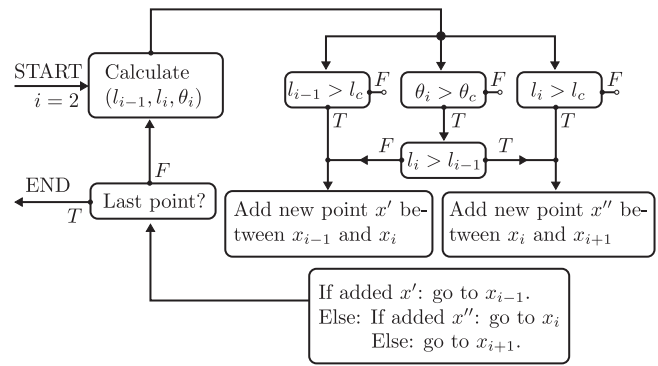 START
i = 2
Calculate
(l_{i−1}, l_i, θ_i)
l_{i−1} > l_c
F
θ_i > θ_c
F
l_i > l_c
F
T
T
T
F
l_i > l_{i−1}
T
F
END
T
Last point?
Add new point x′ be-
tween x_{i−1} and x_i
Add new point x″ be-
tween x_i and x_{i+1}
If added x′: go to x_{i−1}.
Else: If added x″: go to x_i
Else: go to x_{i+1}.